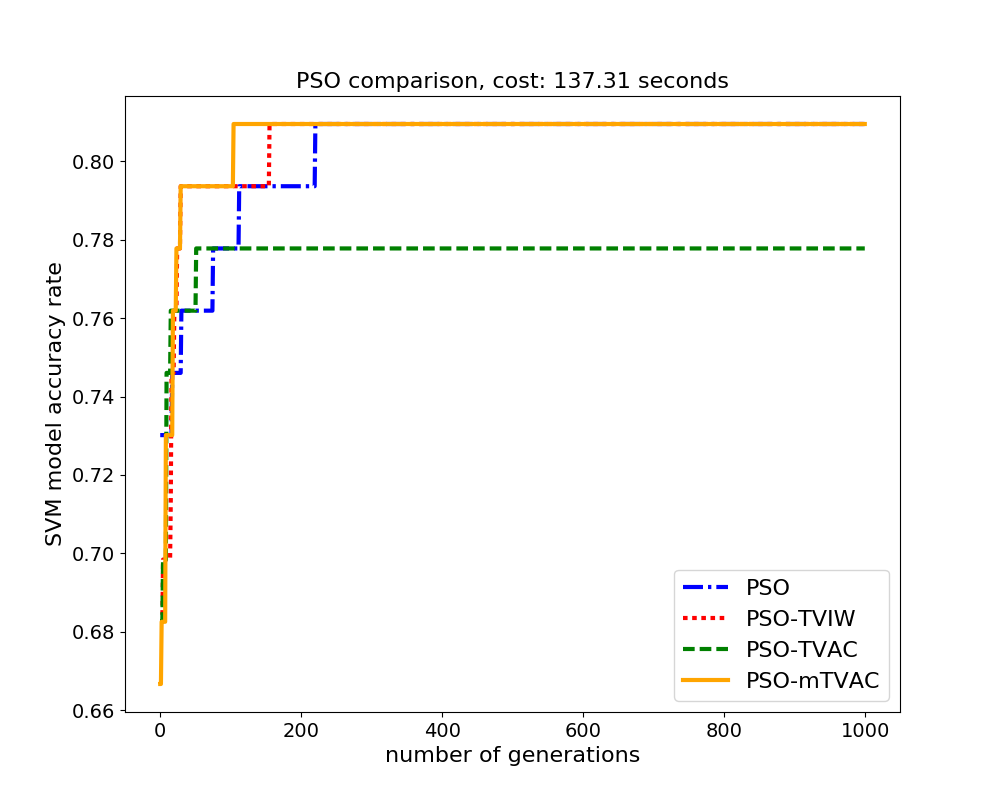 PSO comparison, cost: 137.31 seconds
SVM model accuracy rate
0.80
0.78
0.76
0.74
0.72
0.70
0.68
0.66
0 200 400 600 800 1000
number of generations
PSO
PSO-TVIW
PSO-TVAC
PSO-mTVAC